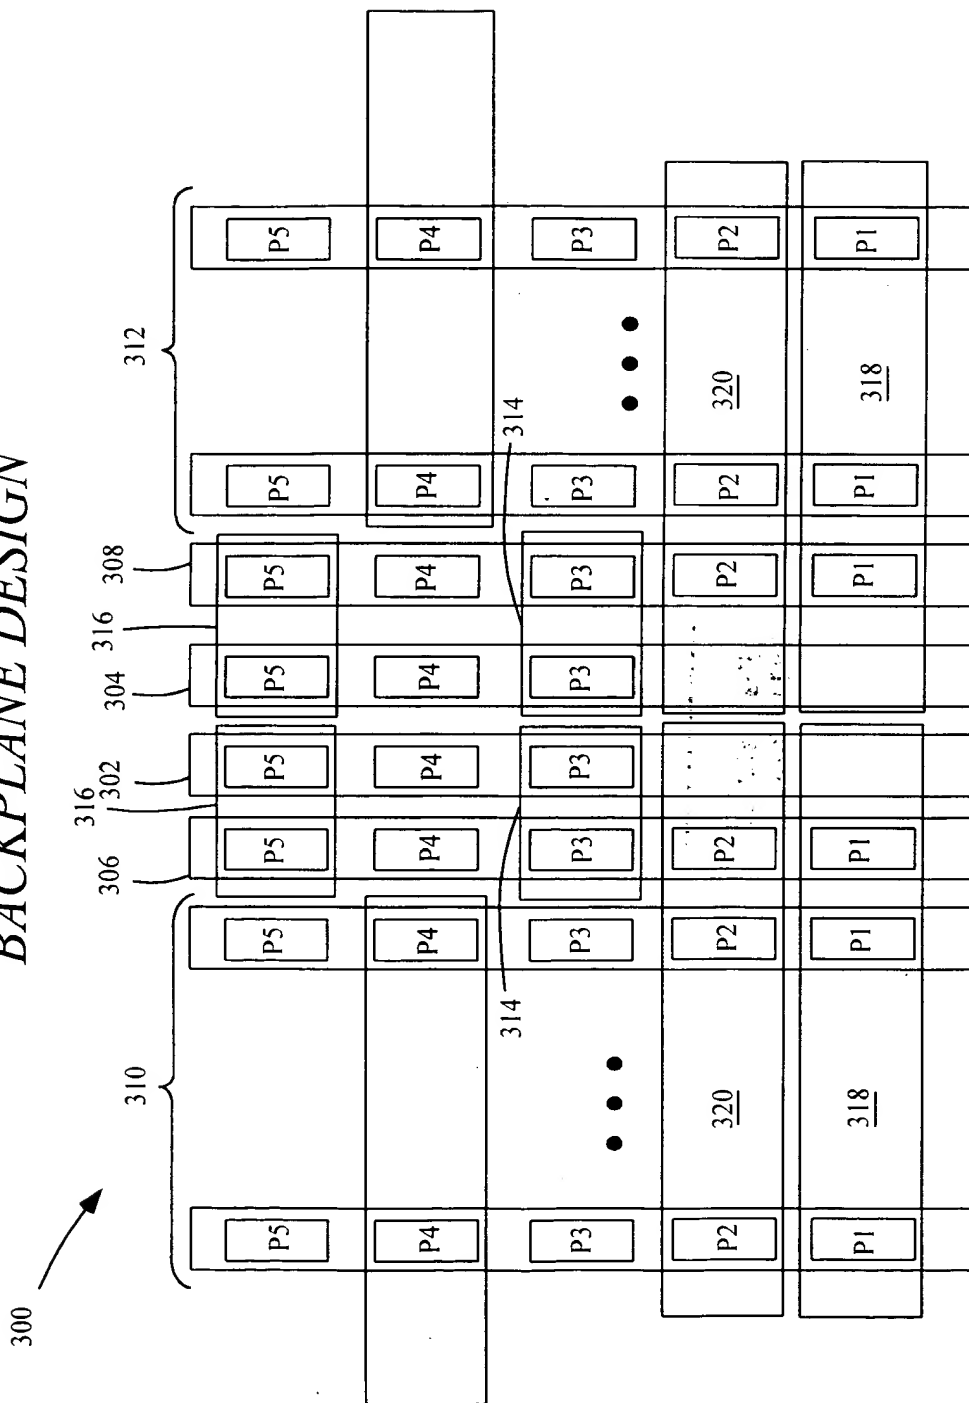 BACKPLANE DESIGN
300
310
312
316
316
306
302
304
308
P5 P5 P5 P5 P5 P5 P5 P5
P4 P4 P4 P4 P4 P4 P4 P4
314
314
P3 P3 P3 P3 P3 P3 P3 P3
P2 320 P2 P2 P2 P2 320 P2
P1 318 P1 P1 P1 P1 318 P1